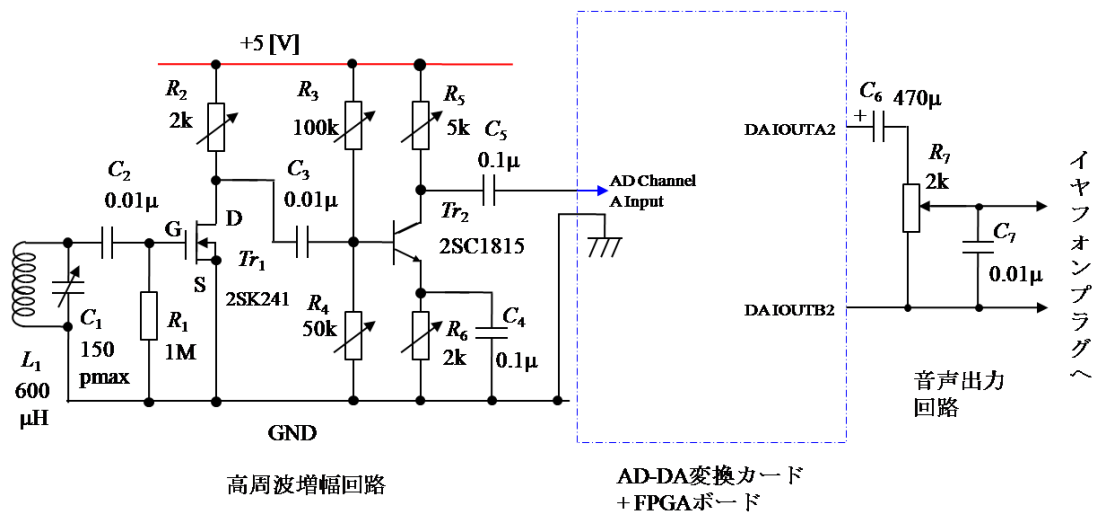 +5 [V]
R2
2k
R3
100k
R5
5k
C5
0.1μ
C2
0.01μ
C3
0.01μ
G
D
S
Tr1
2SK241
Tr2
2SC1815
C1
150
pmax
L1
600
μH
R1
1M
R4
50k
R6
2k
C4
0.1μ
GND
高周波増幅回路
AD Channel
A Input
DAIOUTA2
DAIOUTB2
AD-DA変換カード
+FPGAボード
C6
470μ
+
R7
2k
C7
0.01μ
音声出力
回路
イヤフォンプラグへ